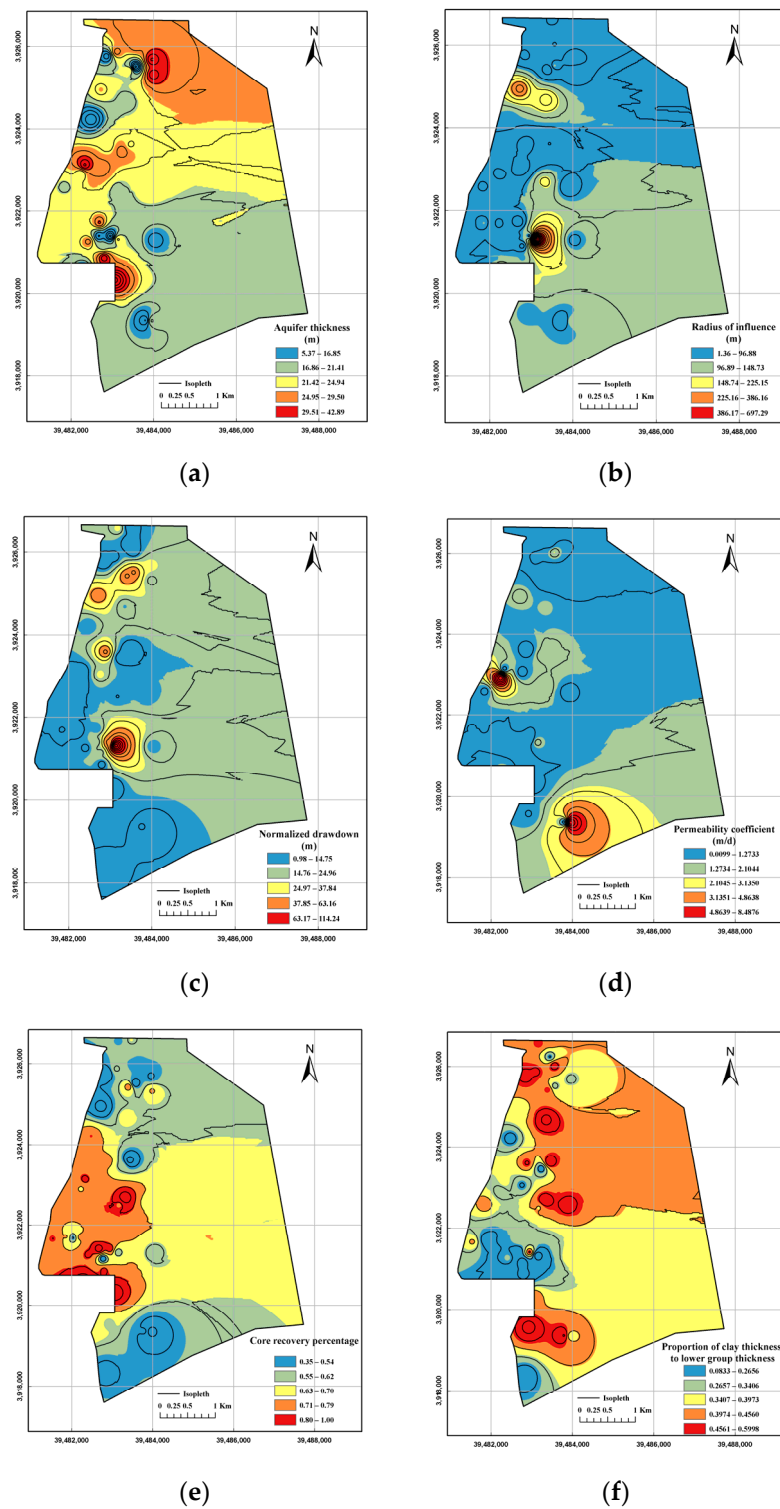 N
3,926,000
3,924,000
3,922,000
3,920,000
3,918,000
Aquifer thickness
(m)
5.37 – 16.85
16.86 – 21.41
21.42 – 24.94
24.95 – 29.50
29.51 – 42.89
Isopleth
0 0.25 0.5 1 Km
39,482,000 39,484,000 39,486,000 39,488,000
(a)
N
3,926,000
3,924,000
3,922,000
3,920,000
3,918,000
Radius of influence
(m)
1.36 – 96.88
96.89 – 148.73
148.74 – 225.15
225.16 – 386.16
386.17 – 697.29
Isopleth
0 0.25 0.5 1 Km
39,482,000 39,484,000 39,486,000 39,488,000
(b)
N
3,926,000
3,924,000
3,922,000
3,920,000
3,918,000
Normalized drawdown
(m)
0.98 – 14.75
14.76 – 24.96
24.97 – 37.84
37.85 – 63.16
63.17 – 114.24
Isopleth
0 0.25 0.5 1 Km
39,482,000 39,484,000 39,486,000 39,488,000
(c)
N
3,926,000
3,924,000
3,922,000
3,920,000
3,918,000
Permeability coefficient
(m/d)
0.0099 – 1.2733
1.2734 – 2.1044
2.1045 – 3.1350
3.1351 – 4.8638
4.8639 – 8.4876
Isopleth
0 0.25 0.5 1 Km
39,482,000 39,484,000 39,486,000 39,488,000
(d)
N
3,926,000
3,924,000
3,922,000
3,920,000
3,918,000
Core recovery percentage
0.35 – 0.54
0.55 – 0.62
0.63 – 0.70
0.71 – 0.79
0.80 – 1.00
Isopleth
0 0.25 0.5 1 Km
39,482,000 39,484,000 39,486,000 39,488,000
(e)
N
3,926,000
3,924,000
3,922,000
3,920,000
3,918,000
Proportion of clay thickness
to lower group thickness
0.0833 – 0.2656
0.2657 – 0.3406
0.3407 – 0.3973
0.3974 – 0.4560
0.4561 – 0.5998
Isopleth
0 0.25 0.5 1 Km
39,482,000 39,484,000 39,486,000 39,488,000
(f)